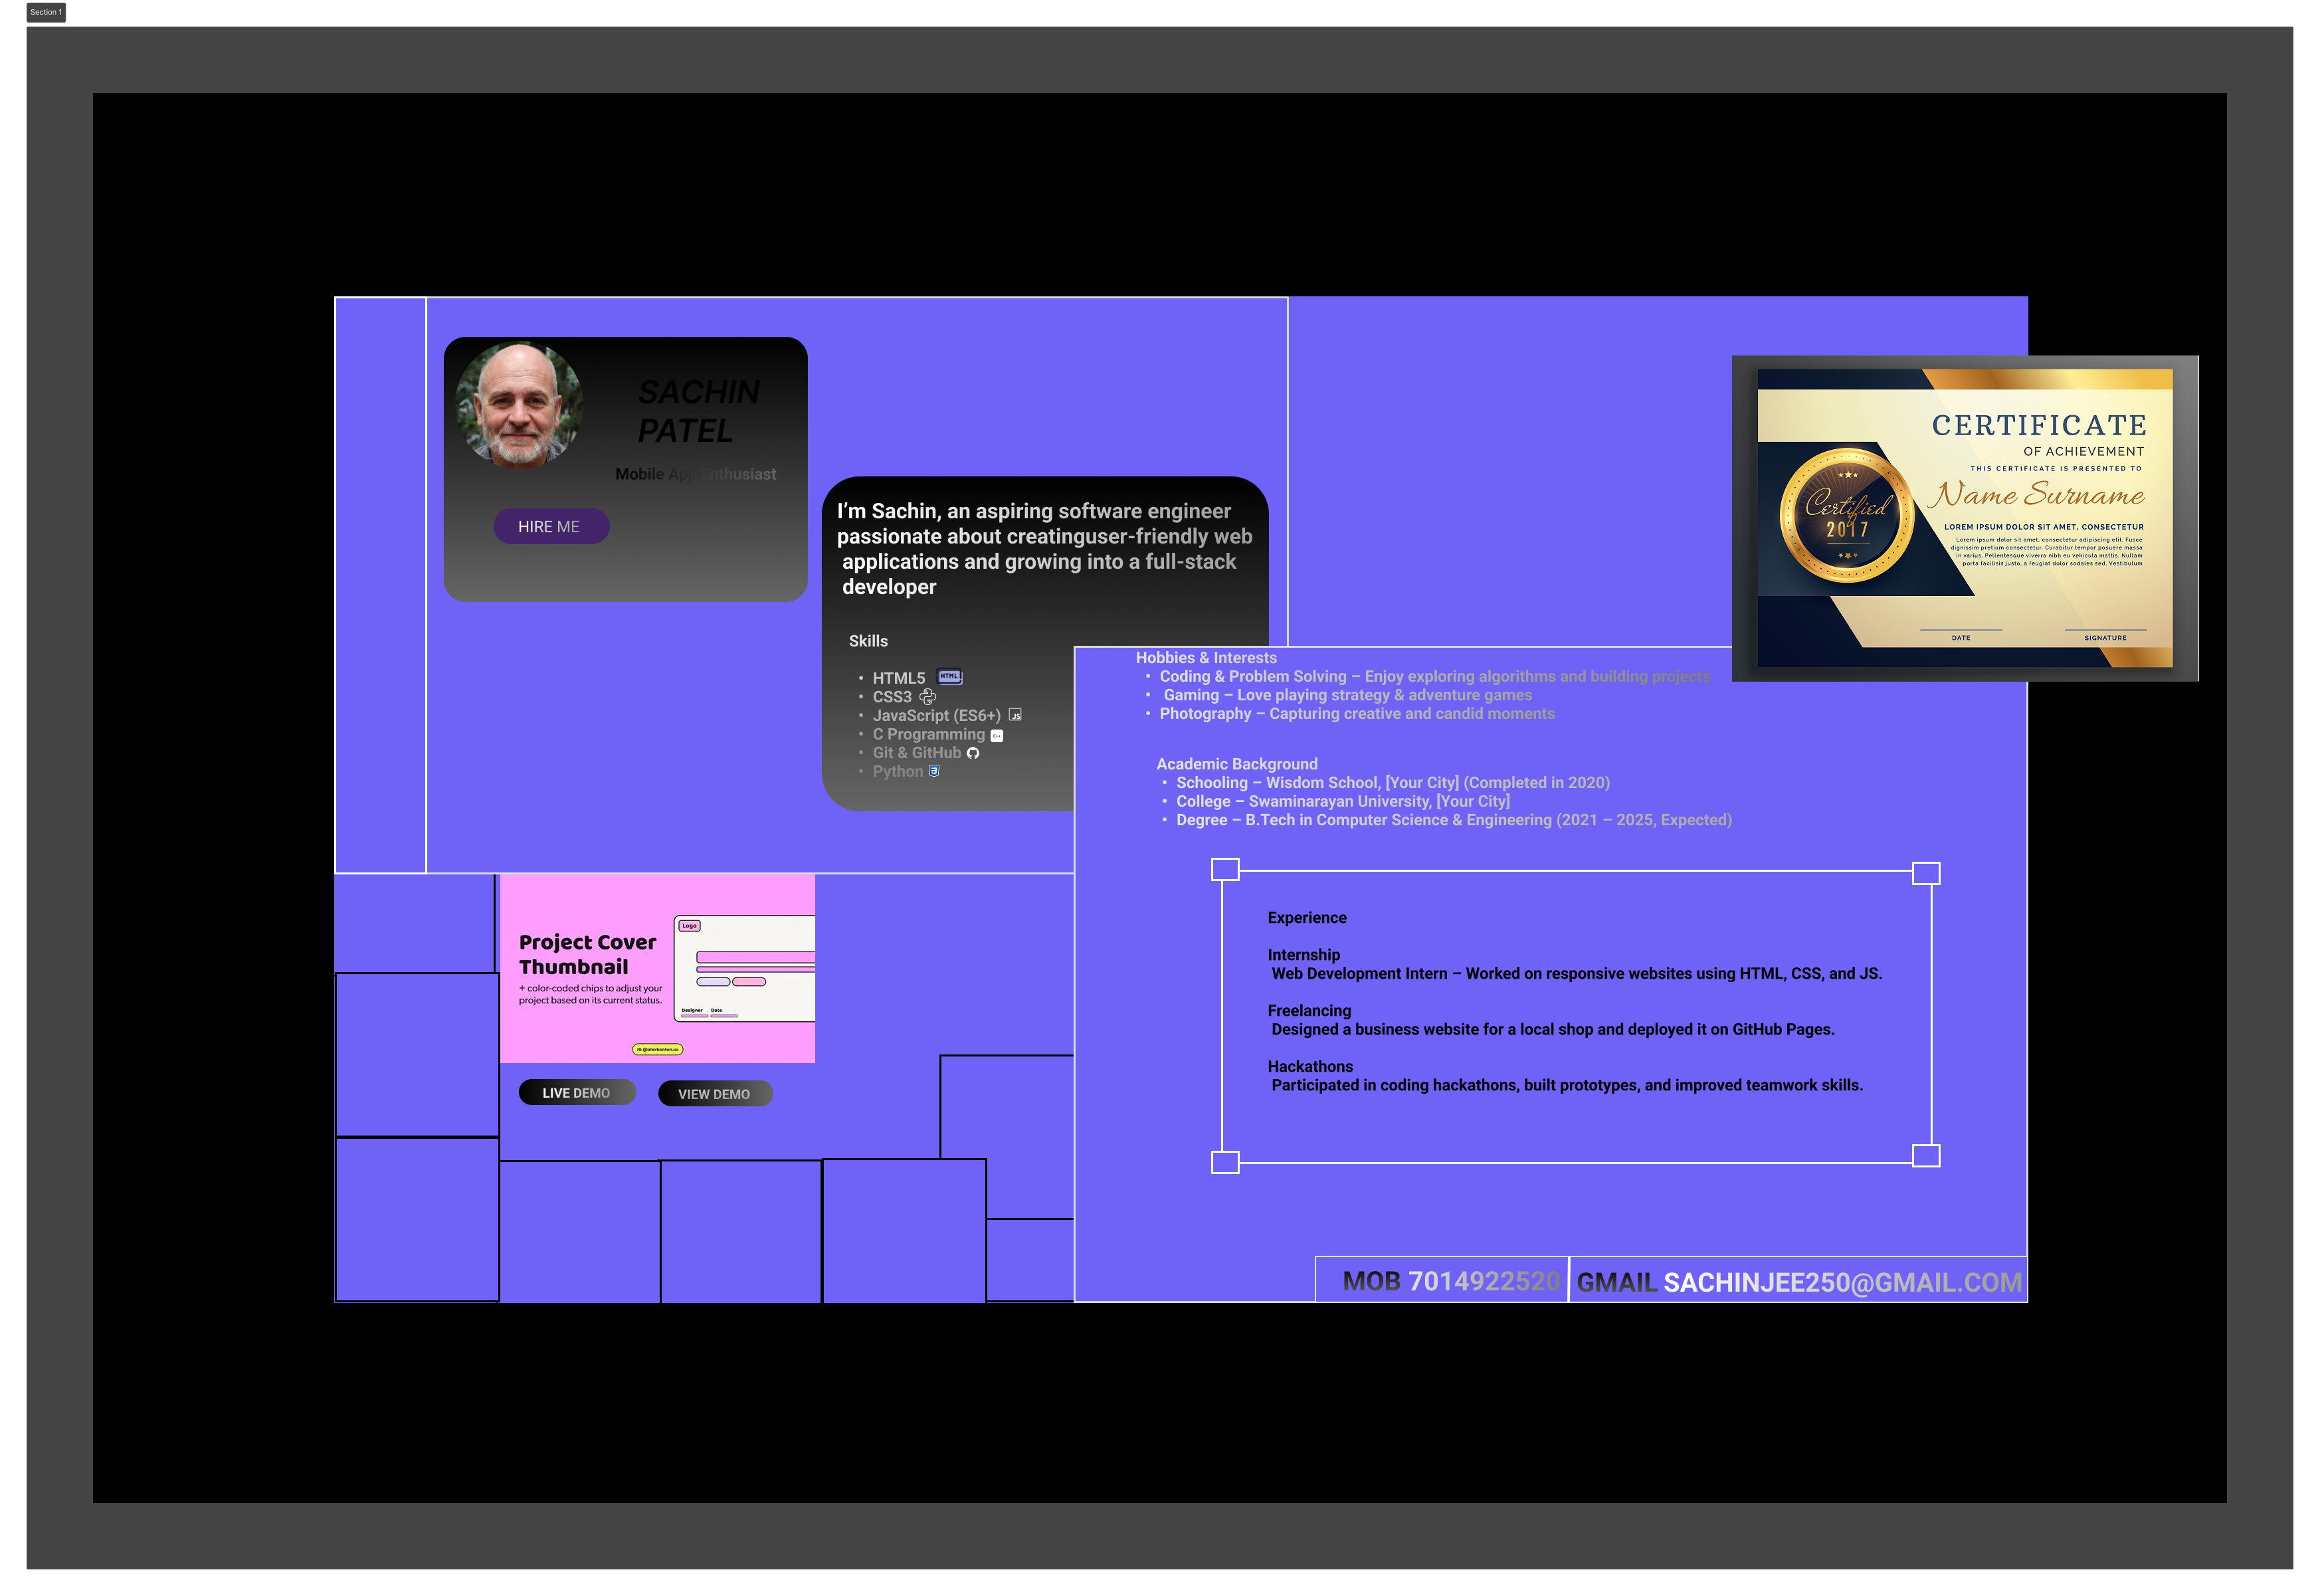 Section 1
SACHIN
PATEL
Mobile App Enthusiast
HIRE ME
I’m Sachin, an aspiring software engineer
passionate about creatinguser-friendly web
applications and growing into a full-stack
developer
Skills
• HTML5 HTML
• CSS3
• JavaScript (ES6+) JS
• C Programming C++
• Git & GitHub
• Python 3
CERTIFICATE
OF ACHIEVEMENT
THIS CERTIFICATE IS PRESENTED TO
Name Surname
Certified
2017
LOREM IPSUM DOLOR SIT AMET, CONSECTETUR
Lorem ipsum dolor sit amet, consectetur adipiscing elit. Fusce
dignissim pretium consectetur. Curabitur tempor posuere massa
in varius. Pellentesque viverra nibh eu vehicula mattis. Nullam
porta facilisis justo, a feugiat dolor sodales sed. Vestibulum
DATE
SIGNATURE
Hobbies & Interests
• Coding & Problem Solving – Enjoy exploring algorithms and building projects
• Gaming – Love playing strategy & adventure games
• Photography – Capturing creative and candid moments
Academic Background
• Schooling – Wisdom School, [Your City] (Completed in 2020)
• College – Swaminarayan University, [Your City]
• Degree – B.Tech in Computer Science & Engineering (2021 – 2025, Expected)
Experience
Internship
Web Development Intern – Worked on responsive websites using HTML, CSS, and JS.
Freelancing
Designed a business website for a local shop and deployed it on GitHub Pages.
Hackathons
Participated in coding hackathons, built prototypes, and improved teamwork skills.
Project Cover
Thumbnail
+ color-coded chips to adjust your
project based on its current status.
Logo
Designer Date
IG @alexbenton.ux
LIVE DEMO
VIEW DEMO
MOB 7014922520
GMAIL SACHINJEE250@GMAIL.COM